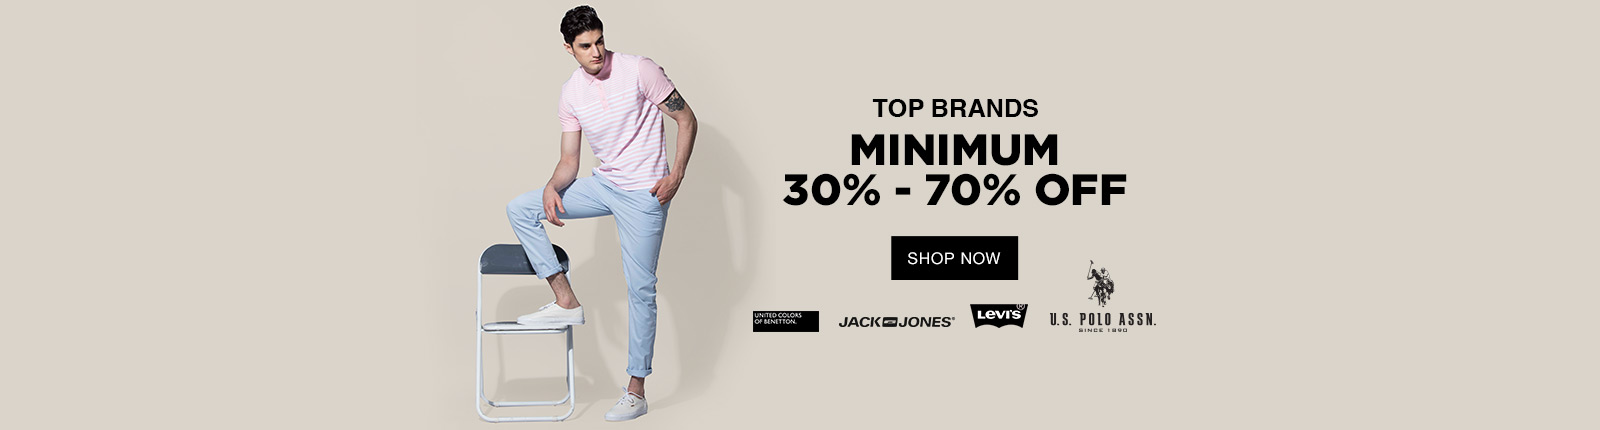 TOP BRANDS
MINIMUM
30% - 70% OFF
SHOP NOW
UNITED COLORS
OF BENETTON.
JACK JONES®
LEVI'S ®
U.S. POLO ASSN.
SINCE 1890